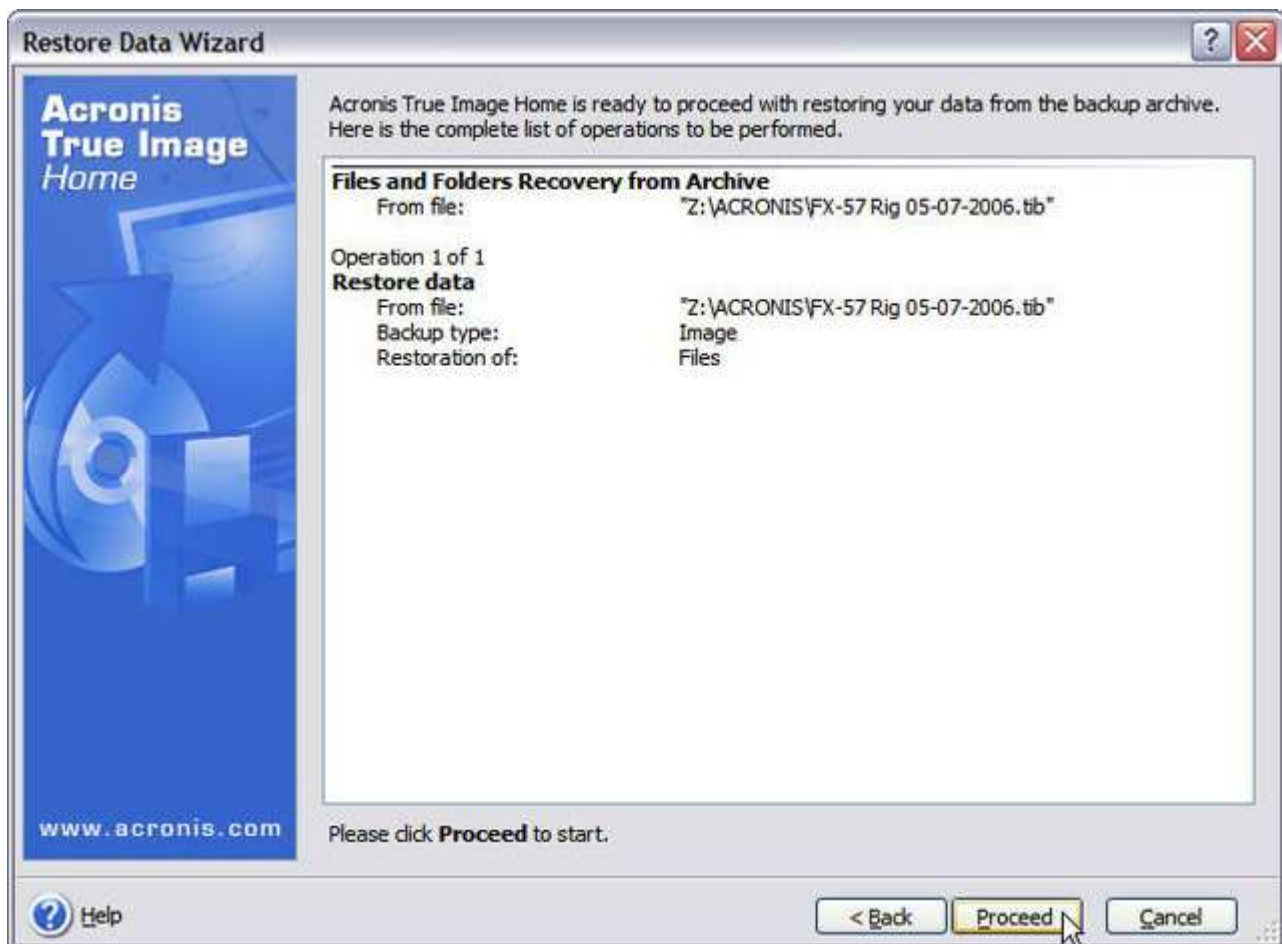 Restore Data Wizard
?
Acronis
True Image
Home
Acronis True Image Home is ready to proceed with restoring your data from the backup archive.
Here is the complete list of operations to be performed.
Files and Folders Recovery from Archive
From file: "Z:\ACRONIS\FX-57 Rig 05-07-2006.tib"
Operation 1 of 1
Restore data
From file: "Z:\ACRONIS\FX-57 Rig 05-07-2006.tib"
Backup type: Image
Restoration of: Files
www.acronis.com
Please click Proceed to start.
? Help
< Back Proceed Cancel